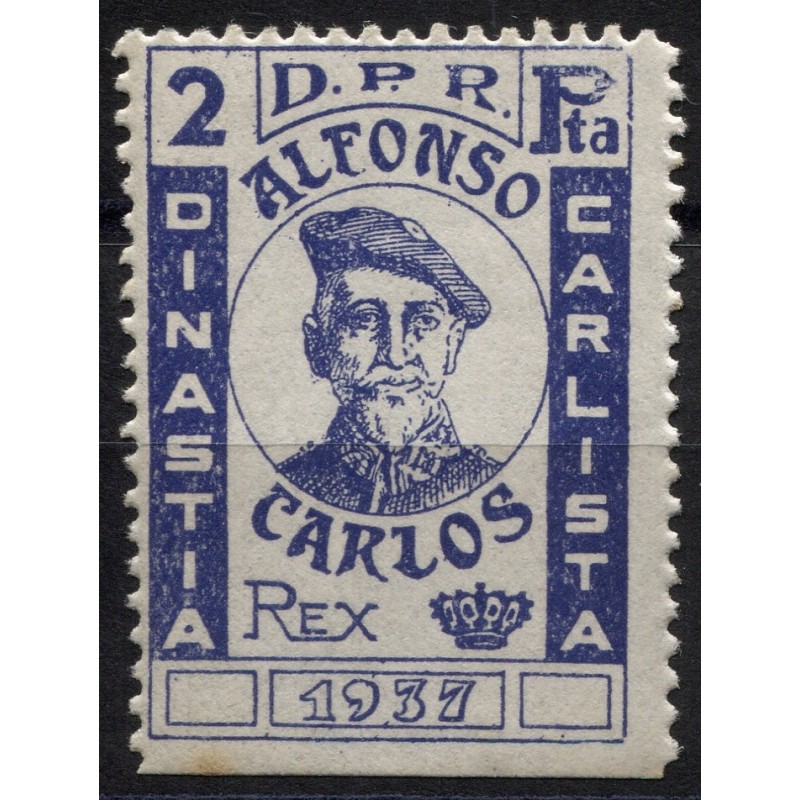 2 D.P.R. Pta
ALFONSO
DINASTIA
CARLISTA
CARLOS
REX
1937